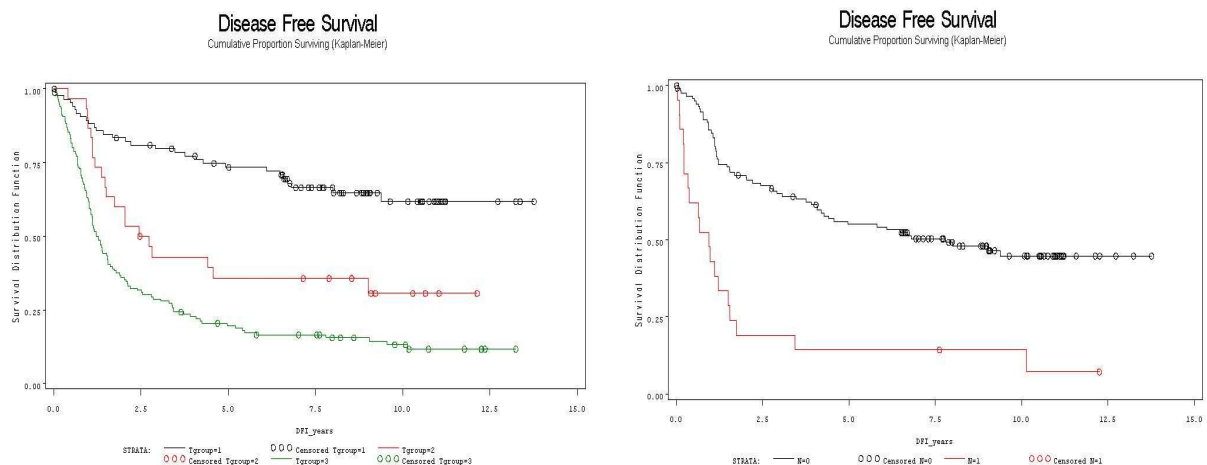 Disease Free Survival
Cumulative Proportion Surviving (Kaplan-Meier)
Survival Distribution Function
1.00
0.75
0.50
0.25
0.00
0.0 2.5 5.0 7.5 10.0 12.5 15.0
DFI_years
STRATA: Tgroup=1 Censored Tgroup=1 Tgroup=2
Censored Tgroup=2 Tgroup=3 Censored Tgroup=3
Disease Free Survival
Cumulative Proportion Surviving (Kaplan-Meier)
Survival Distribution Function
1.00
0.75
0.50
0.25
0.00
0.0 2.5 5.0 7.5 10.0 12.5 15.0
DFI_years
STRATA: N=0 Censored N=0 N=1 Censored N=1